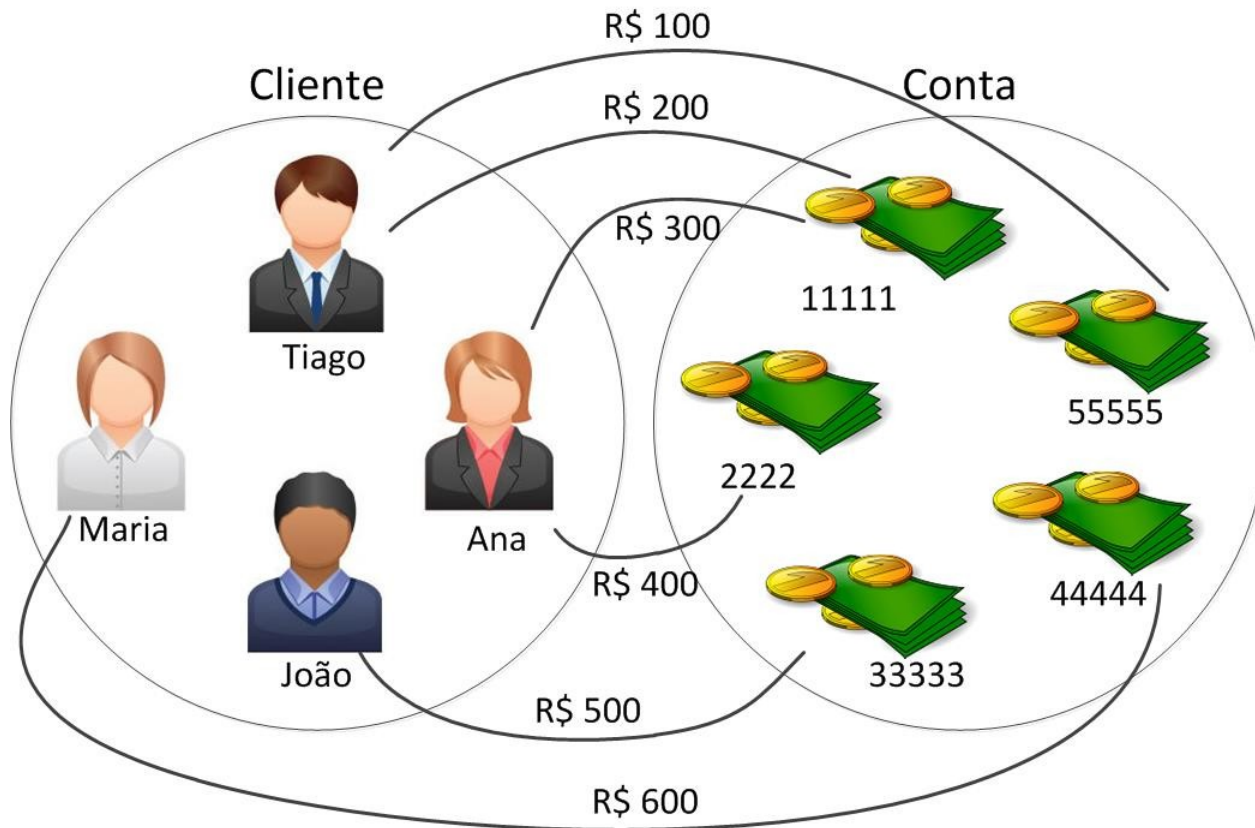 R$ 100
Cliente
Conta
R$ 200
R$ 300
11111
Tiago
55555
2222
Maria
Ana
R$ 400
44444
João
33333
R$ 500
R$ 600